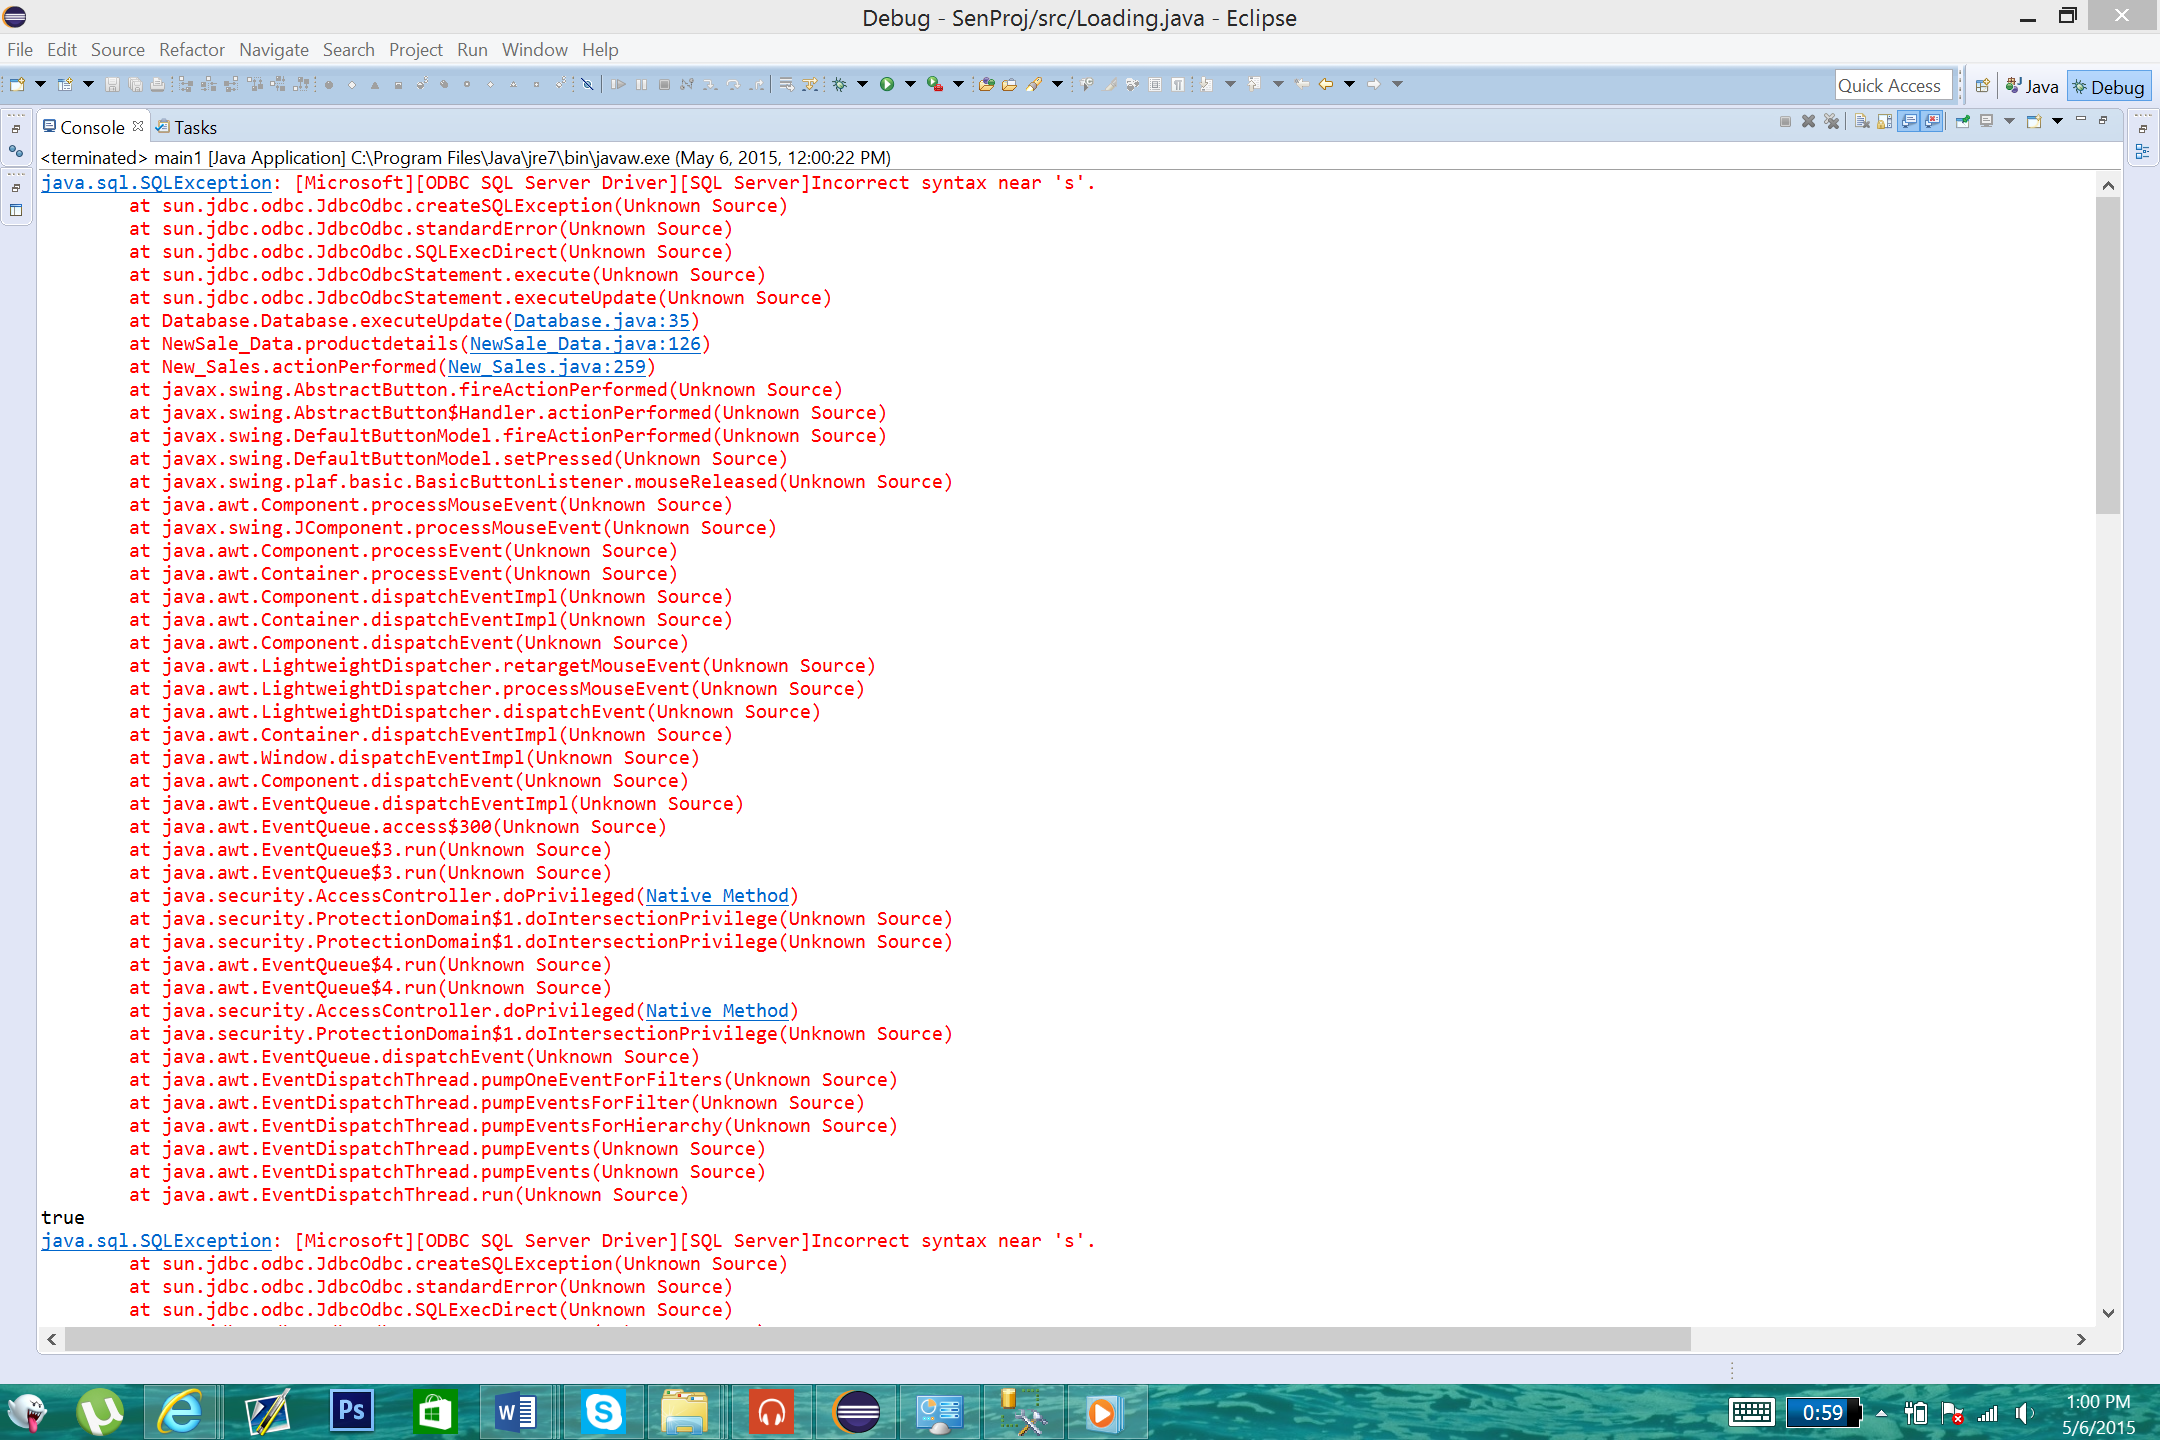 Debug - SenProj/src/Loading.java - Eclipse
File Edit Source Refactor Navigate Search Project Run Window Help
Quick Access Java Debug
Console Tasks
<terminated> main1 [Java Application] C:\Program Files\Java\jre7\bin\javaw.exe (May 6, 2015, 12:00:22 PM)
java.sql.SQLException: [Microsoft][ODBC SQL Server Driver][SQL Server]Incorrect syntax near 's'.
at sun.jdbc.odbc.JdbcOdbc.createSQLException(Unknown Source)
at sun.jdbc.odbc.JdbcOdbc.standardError(Unknown Source)
at sun.jdbc.odbc.JdbcOdbc.SQLExecDirect(Unknown Source)
at sun.jdbc.odbc.JdbcOdbcStatement.execute(Unknown Source)
at sun.jdbc.odbc.JdbcOdbcStatement.executeUpdate(Unknown Source)
at Database.Database.executeUpdate(Database.java:35)
at NewSale_Data.productdetails(NewSale_Data.java:126)
at New_Sales.actionPerformed(New_Sales.java:259)
at javax.swing.AbstractButton.fireActionPerformed(Unknown Source)
at javax.swing.AbstractButton$Handler.actionPerformed(Unknown Source)
at javax.swing.DefaultButtonModel.fireActionPerformed(Unknown Source)
at javax.swing.DefaultButtonModel.setPressed(Unknown Source)
at javax.swing.plaf.basic.BasicButtonListener.mouseReleased(Unknown Source)
at java.awt.Component.processMouseEvent(Unknown Source)
at javax.swing.JComponent.processMouseEvent(Unknown Source)
at java.awt.Component.processEvent(Unknown Source)
at java.awt.Container.processEvent(Unknown Source)
at java.awt.Component.dispatchEventImpl(Unknown Source)
at java.awt.Container.dispatchEventImpl(Unknown Source)
at java.awt.Component.dispatchEvent(Unknown Source)
at java.awt.LightweightDispatcher.retargetMouseEvent(Unknown Source)
at java.awt.LightweightDispatcher.processMouseEvent(Unknown Source)
at java.awt.LightweightDispatcher.dispatchEvent(Unknown Source)
at java.awt.Container.dispatchEventImpl(Unknown Source)
at java.awt.Window.dispatchEventImpl(Unknown Source)
at java.awt.Component.dispatchEvent(Unknown Source)
at java.awt.EventQueue.dispatchEventImpl(Unknown Source)
at java.awt.EventQueue.access$300(Unknown Source)
at java.awt.EventQueue$3.run(Unknown Source)
at java.awt.EventQueue$3.run(Unknown Source)
at java.security.AccessController.doPrivileged(Native Method)
at java.security.ProtectionDomain$1.doIntersectionPrivilege(Unknown Source)
at java.security.ProtectionDomain$1.doIntersectionPrivilege(Unknown Source)
at java.awt.EventQueue$4.run(Unknown Source)
at java.awt.EventQueue$4.run(Unknown Source)
at java.security.AccessController.doPrivileged(Native Method)
at java.security.ProtectionDomain$1.doIntersectionPrivilege(Unknown Source)
at java.awt.EventQueue.dispatchEvent(Unknown Source)
at java.awt.EventDispatchThread.pumpOneEventForFilters(Unknown Source)
at java.awt.EventDispatchThread.pumpEventsForFilter(Unknown Source)
at java.awt.EventDispatchThread.pumpEventsForHierarchy(Unknown Source)
at java.awt.EventDispatchThread.pumpEvents(Unknown Source)
at java.awt.EventDispatchThread.pumpEvents(Unknown Source)
at java.awt.EventDispatchThread.run(Unknown Source)
true
java.sql.SQLException: [Microsoft][ODBC SQL Server Driver][SQL Server]Incorrect syntax near 's'.
at sun.jdbc.odbc.JdbcOdbc.createSQLException(Unknown Source)
at sun.jdbc.odbc.JdbcOdbc.standardError(Unknown Source)
at sun.jdbc.odbc.JdbcOdbc.SQLExecDirect(Unknown Source)
Ps
0:59
1:00 PM
5/6/2015